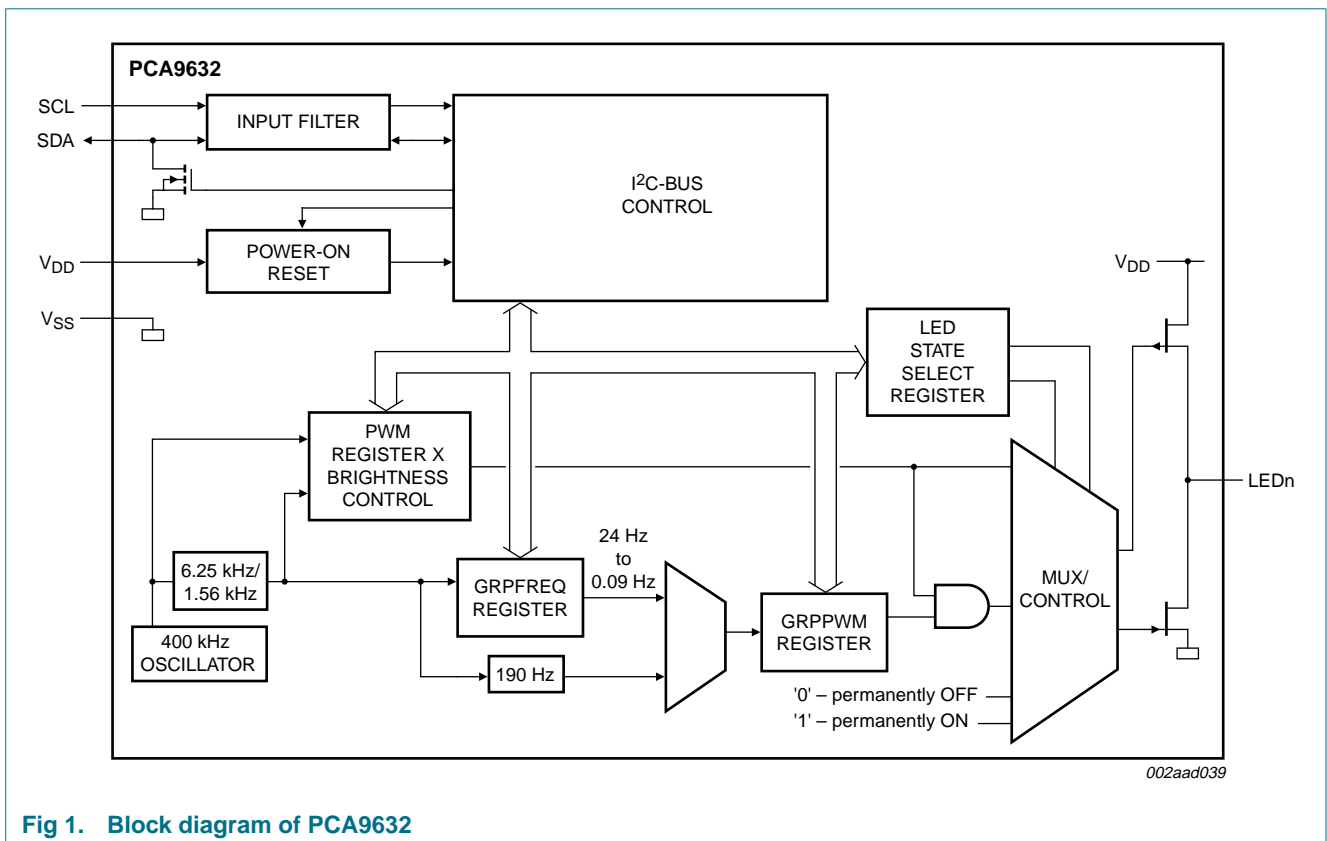 PCA9632
SCL
SDA
INPUT FILTER
I2C-BUS
CONTROL
VDD
POWER-ON
RESET
VSS
VDD
LED
STATE
SELECT
REGISTER
PWM
REGISTER X
BRIGHTNESS
CONTROL
LEDn
24 Hz
to
0.09 Hz
6.25 kHz/
1.56 kHz
GRPFREQ
REGISTER
MUX/
CONTROL
GRPPWM
REGISTER
400 kHz
OSCILLATOR
190 Hz
'0' – permanently OFF
'1' – permanently ON
002aad039
Fig 1. Block diagram of PCA9632